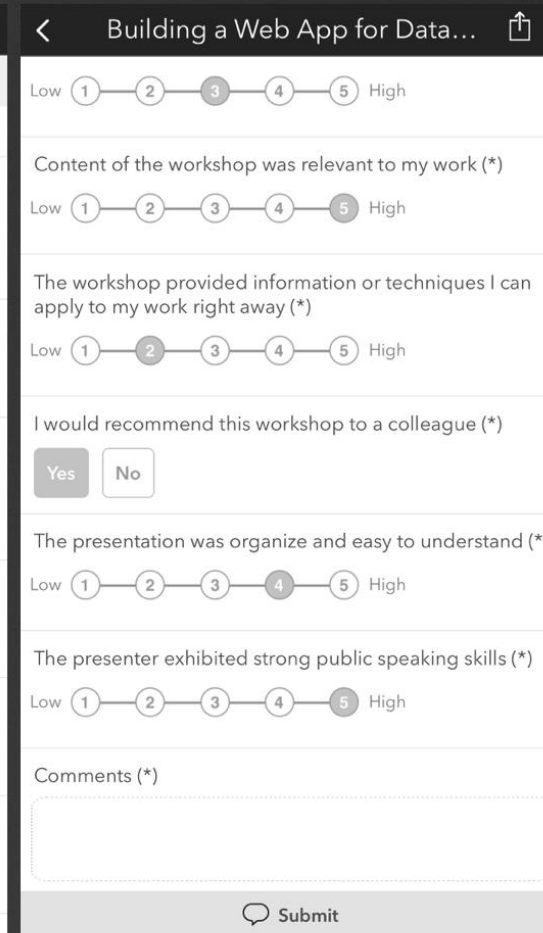 Building a Web App for Data...
Low 1 2 3 4 5 High
Content of the workshop was relevant to my work (*)
Low 1 2 3 4 5 High
The workshop provided information or techniques I can
apply to my work right away (*)
Low 1 2 3 4 5 High
I would recommend this workshop to a colleague (*)
Yes No
The presentation was organize and easy to understand (*
Low 1 2 3 4 5 High
The presenter exhibited strong public speaking skills (*)
Low 1 2 3 4 5 High
Comments (*)
Submit